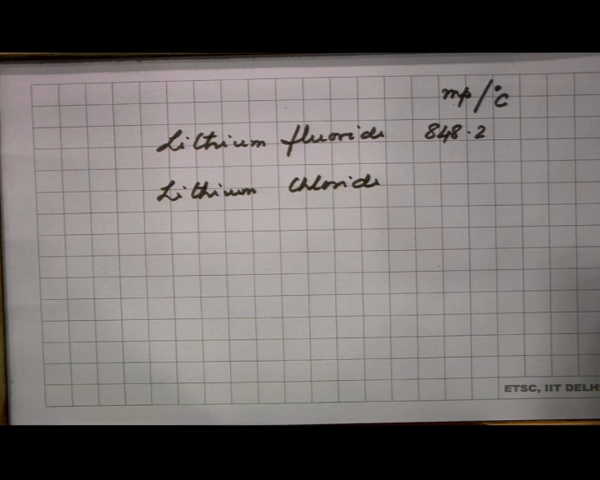 mp/°C
Lithium fluoride 848.2
Lithium chloride
ETSC, IIT DELHI